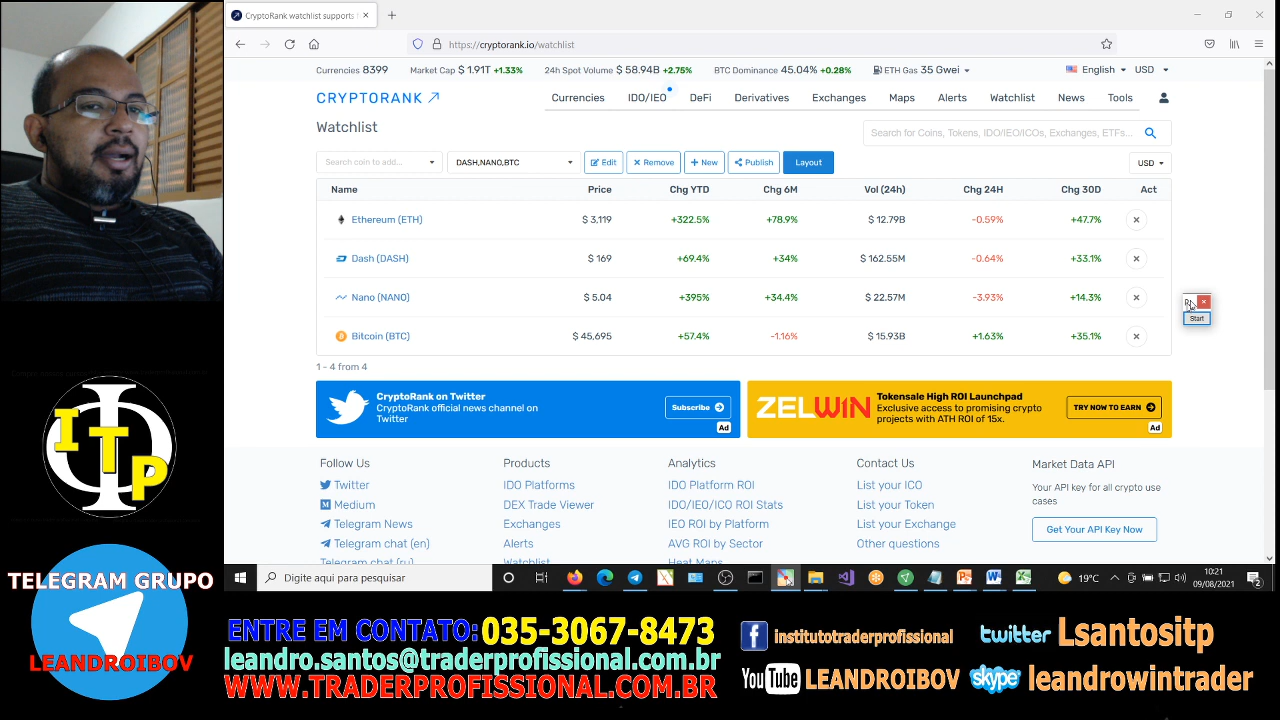 CryptoRank watchlist supports
https://cryptorank.io/watchlist
Currencies 8399 Market Cap $ 1.91T +1.33% 24h Spot Volume $ 58.94B +2.75% BTC Dominance 45.04% +0.28% ETH Gas 35 Gwei English USD
CRYPTORANK Currencies IDO/IEO DeFi Derivatives Exchanges Maps Alerts Watchlist News Tools
Watchlist
Search for Coins, Tokens, IDO/IEO/ICOs, Exchanges, ETFs...
Search coin to add... DASH,NANO,BTC Edit Remove New Publish Layout USD
Name Price Chg YTD Chg 6M Vol (24h) Chg 24H Chg 30D Act
Ethereum (ETH) $ 3,119 +322.5% +78.9% $ 12.79B -0.59% +47.7%
Dash (DASH) $ 169 +69.4% +34% $ 162.55M -0.64% +33.1%
Nano (NANO) $ 5.04 +395% +34.4% $ 22.57M -3.93% +14.3%
Bitcoin (BTC) $ 45,695 +57.4% -1.16% $ 15.93B +1.63% +35.1%
Start
1 - 4 from 4
CryptoRank on Twitter
CryptoRank official news channel on
Twitter
Subscribe
Ad
ZELWIN
Tokensale High ROI Launchpad
Exclusive access to promising crypto
projects with ATH ROI of 15x.
TRY NOW TO EARN
Ad
Follow Us Products Analytics Contact Us Market Data API
Twitter IDO Platforms IDO Platform ROI List your ICO
Your API key for all crypto use
cases
Medium DEX Trade Viewer IDO/IEO/ICO ROI Stats List your Token
Telegram News Exchanges IEO ROI by Platform List your Exchange Get Your API Key Now
Telegram chat (en) Alerts AVG ROI by Sector Other questions
Telegram chat (ru) Watchlist Heat Maps
Digite aqui para pesquisar 19°C 10:21
09/08/2021
2
I T P
TELEGRAM GRUPO
LEANDROIBOV
ENTRE EM CONTATO: 035-3067-8473
leandro.santos@traderprofissional.com.br
WWW.TRADERPROFISSIONAL.COM.BR
institutotraderprofissional
twitter Lsantositp
YouTube LEANDROIBOV
skype leandrowintrader